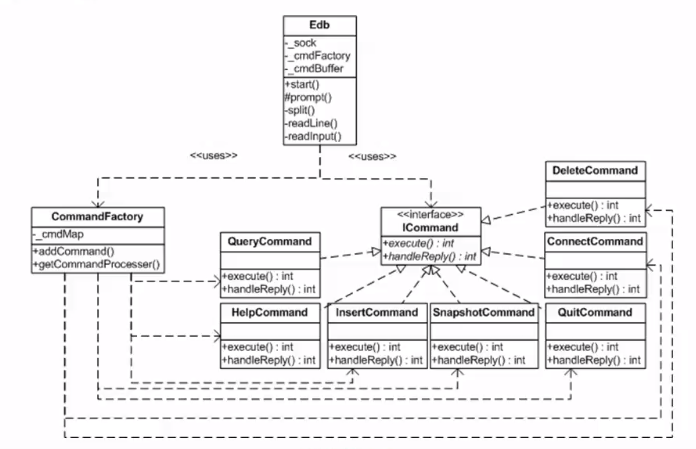 Edb
-_sock
-_cmdFactory
-_cmdBuffer
+start()
#prompt()
-split()
-readLine()
-readInput()
<<uses>>
<<uses>>
DeleteCommand
+execute() : int
+handleReply() : int
CommandFactory
-_cmdMap
+addCommand()
+getCommandProcesser()
<<interface>>
ICommand
+execute() : int
+handleReply() : int
QueryCommand
+execute() : int
+handleReply() : int
ConnectCommand
+execute() : int
+handleReply() : int
HelpCommand
+execute() : int
+handleReply() : int
InsertCommand
+execute() : int
+handleReply() : int
SnapshotCommand
+execute() : int
+handleReply() : int
QuitCommand
+execute() : int
+handleReply() : int